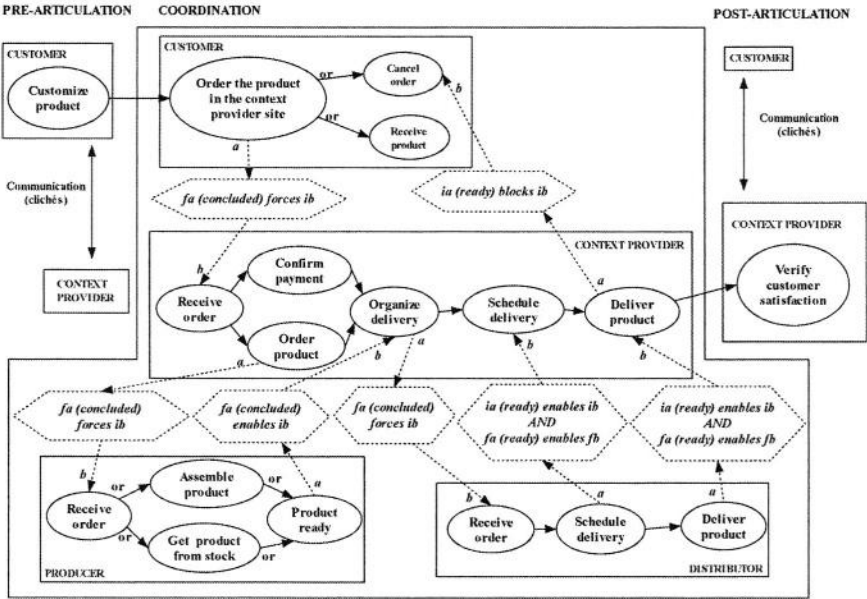 PRE-ARTICULATION
COORDINATION
POST-ARTICULATION
CUSTOMER
Customize
product
Communication
(clichés)
CONTEXT
PROVIDER
CUSTOMER
Order the product
in the context
provider site
or
or
Cancel
order
Receive
product
a
b
fa (concluded) forces ib
ia (ready) blocks ib
CUSTOMER
Communication
(clichés)
CONTEXT PROVIDER
Verify
customer
satisfaction
CONTEXT PROVIDER
b
a
Receive
order
Confirm
payment
Order
product
Organize
delivery
Schedule
delivery
Deliver
product
a
b
a
b
b
fa (concluded)
forces ib
fa (concluded)
enables ib
fa (concluded)
forces ib
ia (ready) enables ib
AND
fa (ready) enables fb
ia (ready) enables ib
AND
fa (ready) enables fb
b
a
Receive
order
or
or
Assemble
product
Get product
from stock
or
or
Product
ready
PRODUCER
b
a
a
Receive
order
Schedule
delivery
Deliver
product
DISTRIBUTOR